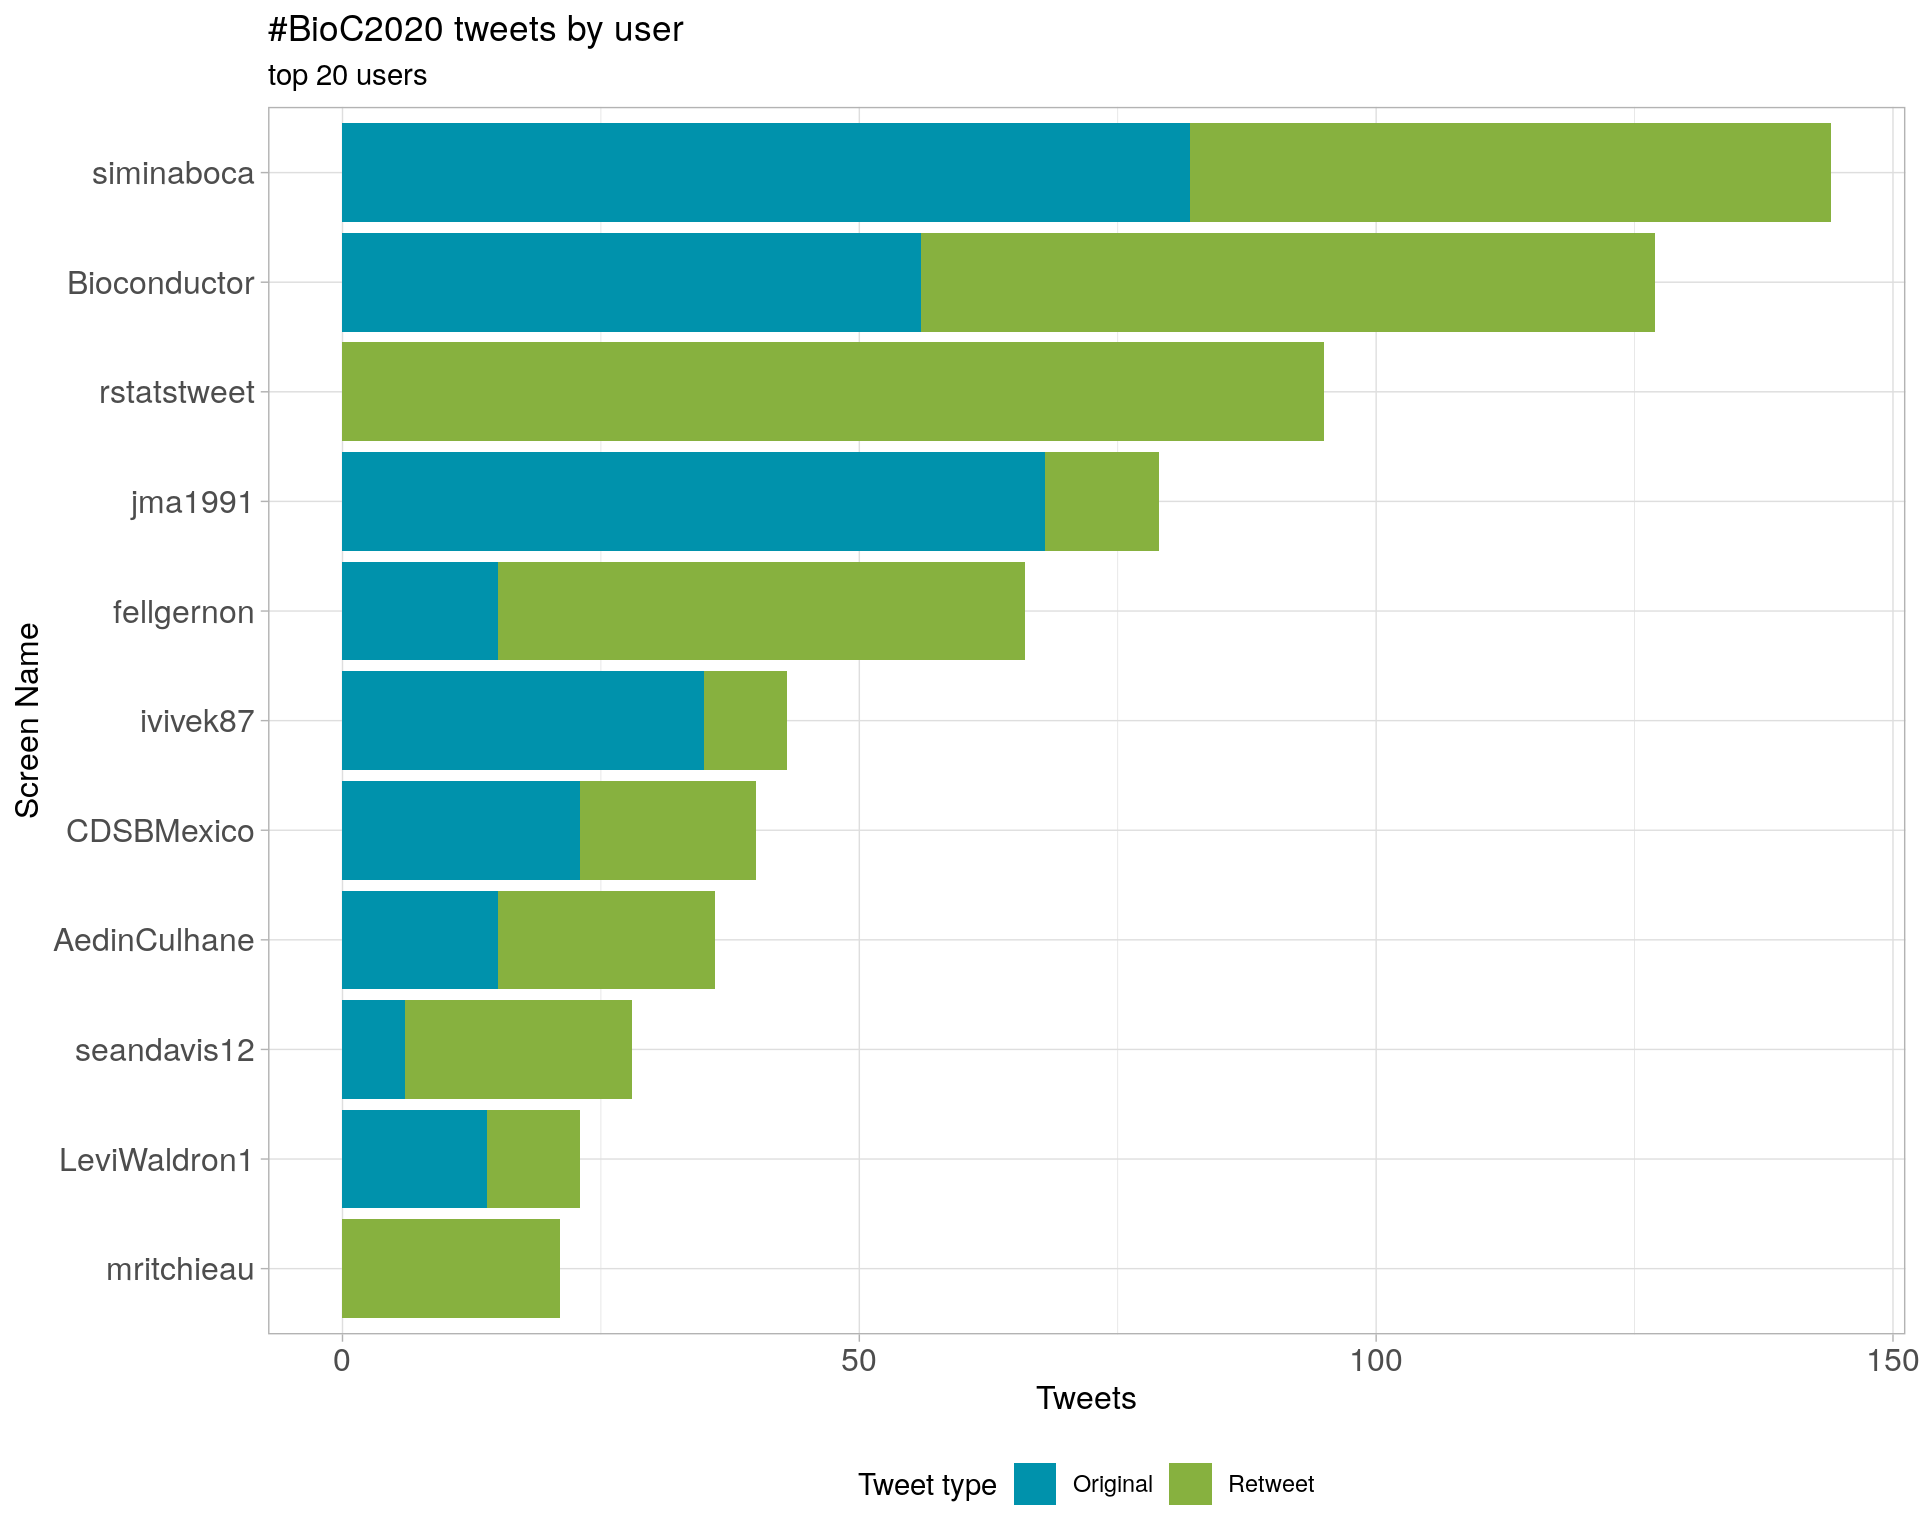 #BioC2020 tweets by user
top 20 users
Screen Name
siminaboca
Bioconductor
rstatstweet
jma1991
fellgernon
ivivek87
CDSBMexico
AedinCulhane
seandavis12
LeviWaldron1
mritchieau
0 50 100 150
Tweets
Tweet type Original Retweet